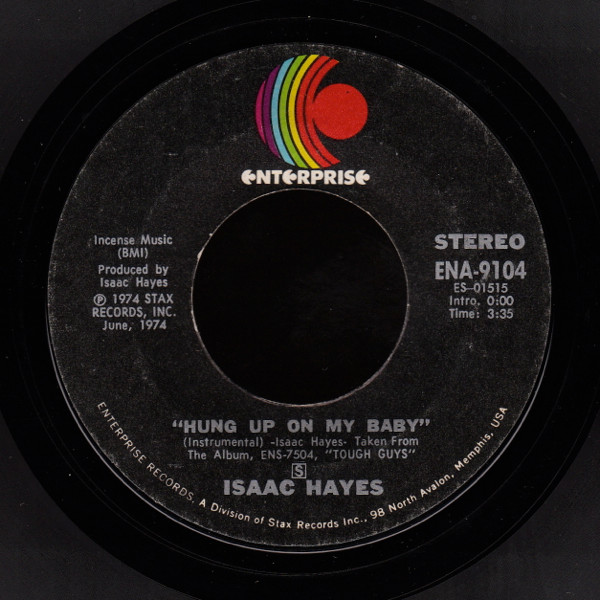 ENTERPRISE
Incense Music
(BMI)
Produced by
Isaac Hayes
℗ 1974 STAX
RECORDS, INC.
June, 1974
STEREO
ENA-9104
ES-01515
Intro. 0:00
Time: 3:35
"HUNG UP ON MY BABY"
(Instrumental) -Isaac Hayes- Taken From
The Album, ENS-7504, "TOUGH GUYS"
S
ISAAC HAYES
ENTERPRISE RECORDS, A Division of Stax Records Inc., 98 North Avalon, Memphis, USA